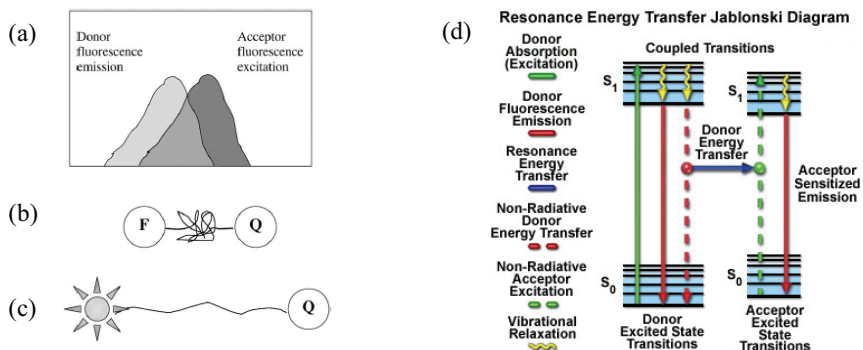 (a)
Donor
fluorescence
emission
Acceptor
fluorescence
excitation
(b)
F
Q
(c)
Q
(d)
Resonance Energy Transfer Jablonski Diagram
Donor
Absorption
(Excitation)
Donor
Fluorescence
Emission
Resonance
Energy
Transfer
Non-Radiative
Donor
Energy Transfer
Non-Radiative
Acceptor
Excitation
Vibrational
Relaxation
Coupled Transitions
S1
S1
Donor
Energy
Transfer
Acceptor
Sensitized
Emission
S0
S0
Donor
Excited State
Transitions
Acceptor
Excited
State
Transitions